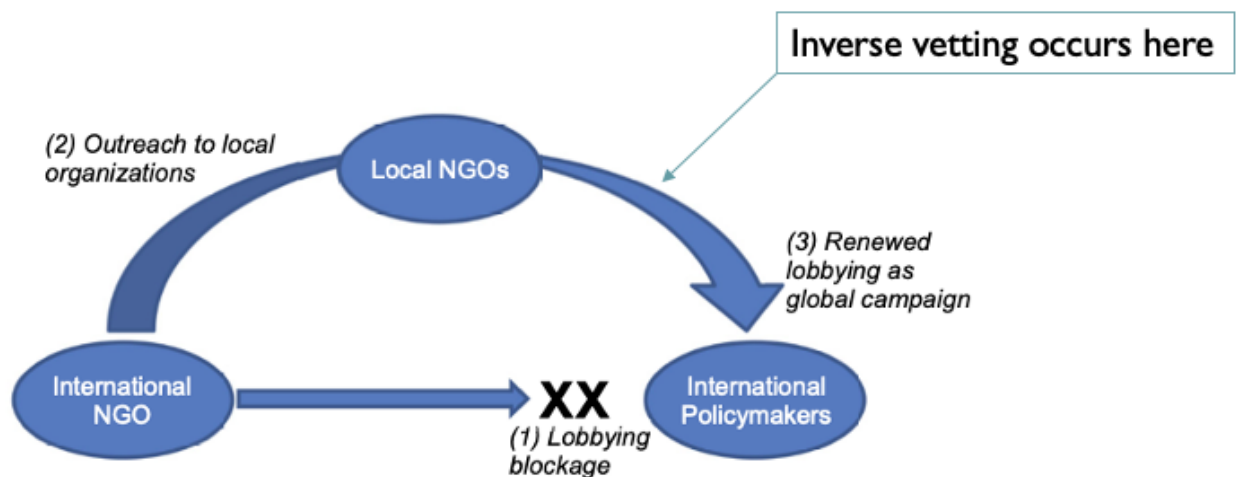 Inverse vetting occurs here
(2) Outreach to local
organizations
Local NGOs
(3) Renewed
lobbying as
global campaign
International
NGO
XX
(1) Lobbying
blockage
International
Policymakers